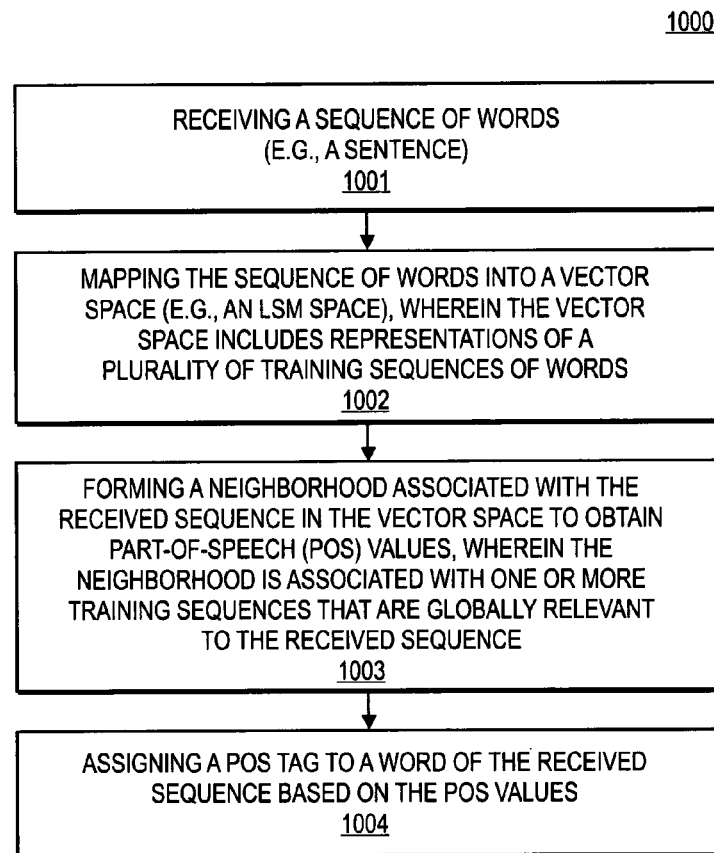 1000
RECEIVING A SEQUENCE OF WORDS
(E.G., A SENTENCE)
1001
MAPPING THE SEQUENCE OF WORDS INTO A VECTOR
SPACE (E.G., AN LSM SPACE), WHEREIN THE VECTOR
SPACE INCLUDES REPRESENTATIONS OF A
PLURALITY OF TRAINING SEQUENCES OF WORDS
1002
FORMING A NEIGHBORHOOD ASSOCIATED WITH THE
RECEIVED SEQUENCE IN THE VECTOR SPACE TO OBTAIN
PART-OF-SPEECH (POS) VALUES, WHEREIN THE
NEIGHBORHOOD IS ASSOCIATED WITH ONE OR MORE
TRAINING SEQUENCES THAT ARE GLOBALLY RELEVANT
TO THE RECEIVED SEQUENCE
1003
ASSIGNING A POS TAG TO A WORD OF THE RECEIVED
SEQUENCE BASED ON THE POS VALUES
1004